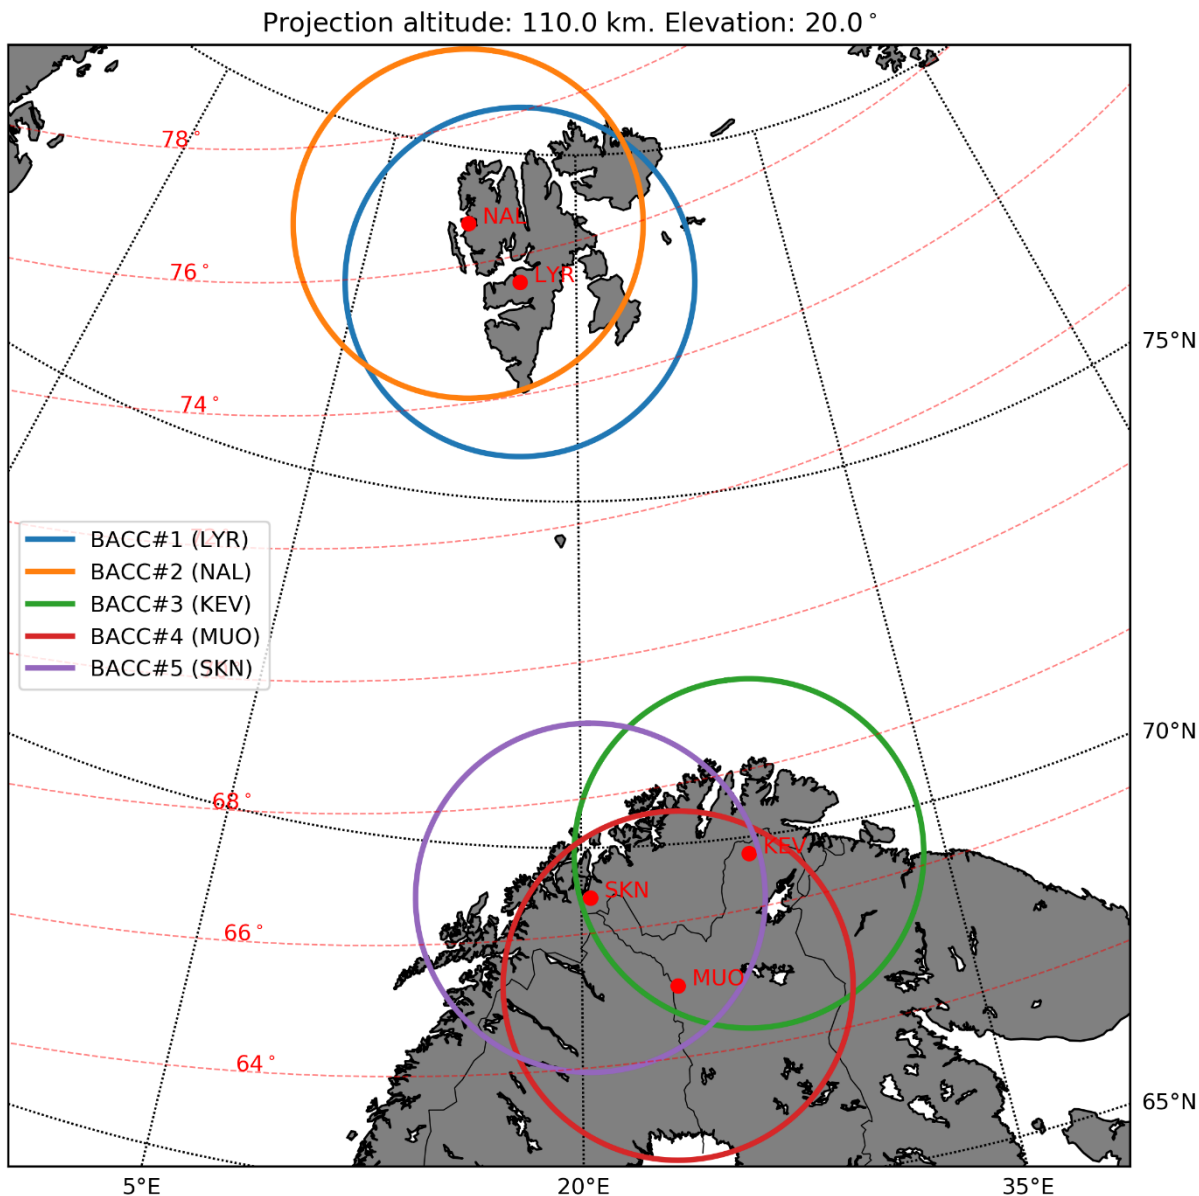 Projection altitude: 110.0 km. Elevation: 20.0°
78°
NAL
76°
LYR
75°N
74°
72°
BACC#1 (LYR)
BACC#2 (NAL)
BACC#3 (KEV)
BACC#4 (MUO)
BACC#5 (SKN)
70°N
68°
KEV
SKN
66°
MUO
64°
65°N
5°E
20°E
35°E